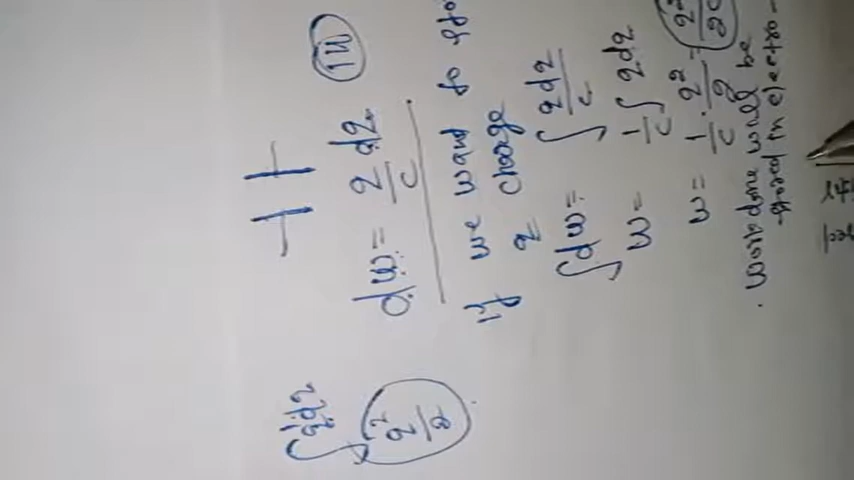 dw = q dq / c (14)
if we want to
q charge
∫dw = ∫ q dq / c
w = 1/c ∫ q dq
w = 1/c · q² / 2 = q² / 2c
. work done will be
stored in electro-
∫ q' dq
q² / 2